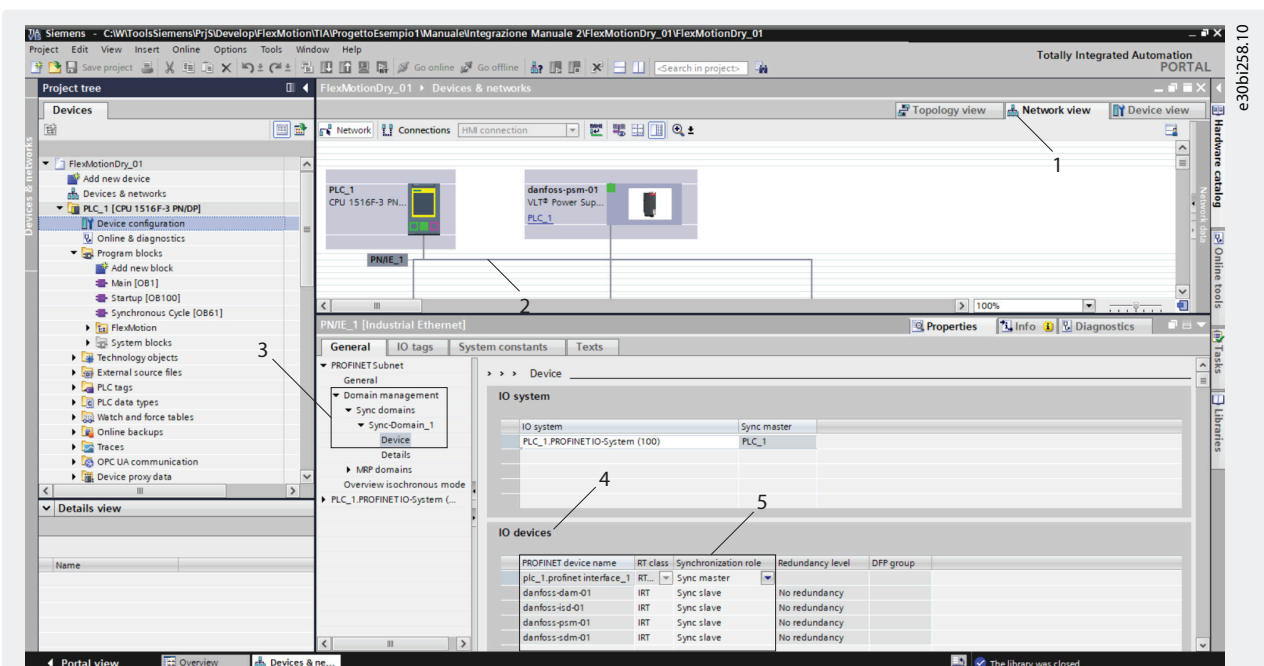 Siemens - C:\W\ToolsSiemens\PrjS\Develop\FlexMotion\TIA\ProgettoEsempio1\Manuale\Integrazione Manuale 2\FlexMotionDry_01\FlexMotionDry_01
Project Edit View Insert Online Options Tools Window Help
Totally Integrated Automation
PORTAL
Save project
Go online
Go offline
<Search in project>
e30bi258.10
Project tree
FlexMotionDry_01 ▸ Devices & networks
Devices
Topology view
Network view
Device view
Network
Connections
HMI connection
1
FlexMotionDry_01
Add new device
Devices & networks
PLC_1 [CPU 1516F-3 PN/DP]
Device configuration
Online & diagnostics
Program blocks
Add new block
Main [OB1]
Startup [OB100]
Synchronous Cycle [OB61]
FlexMotion
System blocks
Technology objects
External source files
PLC tags
PLC data types
Watch and force tables
Online backups
Traces
OPC UA communication
Device proxy data
Details view
Name
Devices & networks
PLC_1
CPU 1516F-3 PN...
danfoss-psm-01
VLT® Power Sup...
PLC_1
PN/IE_1
2
100%
Network data
Hardware catalog
Online tools
Tasks
Libraries
PN/IE_1 [Industrial Ethernet]
Properties
Info
Diagnostics
General
IO tags
System constants
Texts
3
PROFINET Subnet
General
Domain management
Sync domains
Sync-Domain_1
Device
Details
MRP domains
Overview isochronous mode
PLC_1.PROFINET IO-System (...
> > > Device
IO system
IO system Sync master
PLC_1.PROFINET IO-System (100) PLC_1
4
5
IO devices
PROFINET device name RT class Synchronization role Redundancy level DFP group
plc_1.profinet interface_1 RT... Sync master
danfoss-dam-01 IRT Sync slave No redundancy
danfoss-isd-01 IRT Sync slave No redundancy
danfoss-psm-01 IRT Sync slave No redundancy
danfoss-sdm-01 IRT Sync slave No redundancy
Portal view
Overview
Devices & ne...
The library was closed